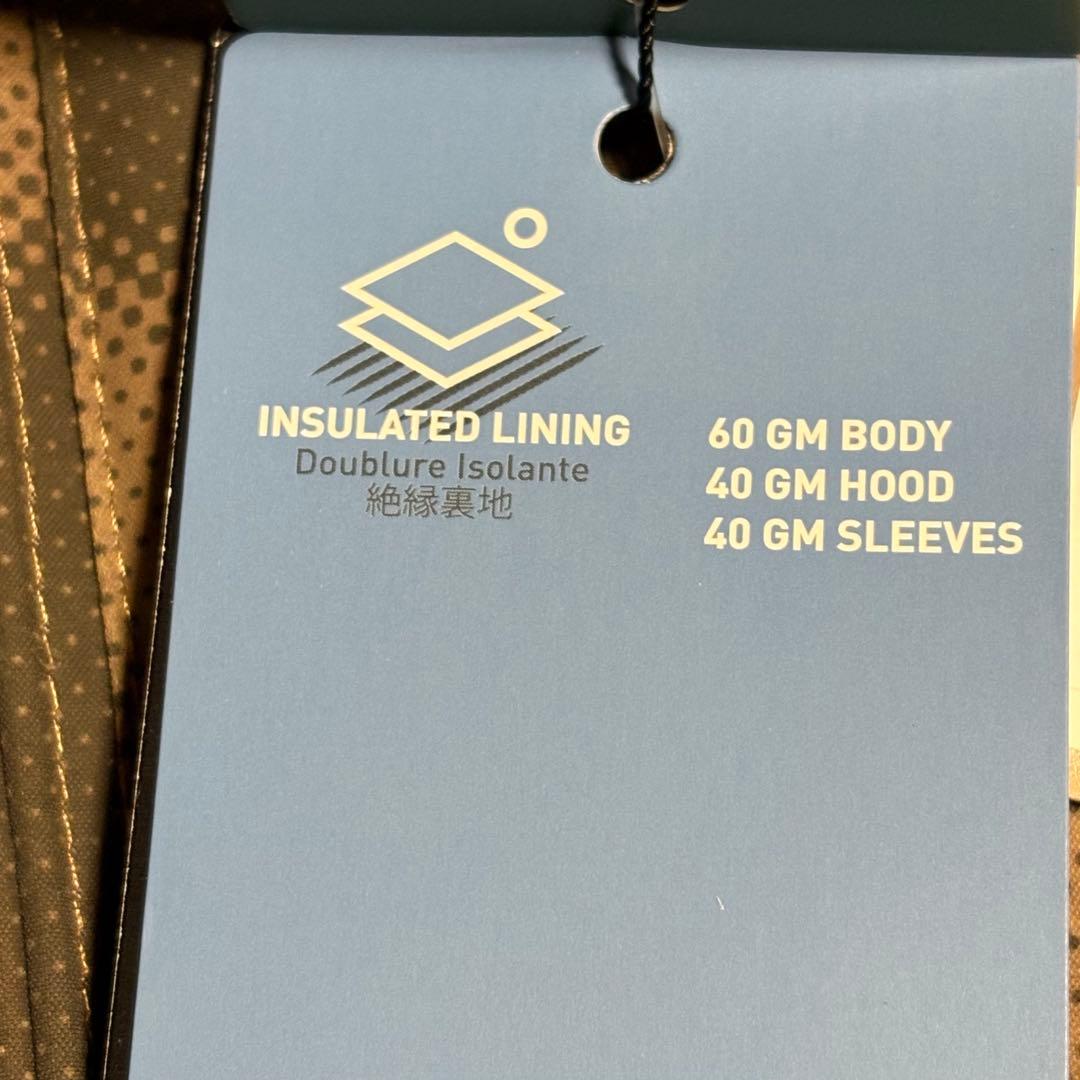 INSULATED LINING
Doublure Isolante
絶縁裏地
60 GM BODY
40 GM HOOD
40 GM SLEEVES